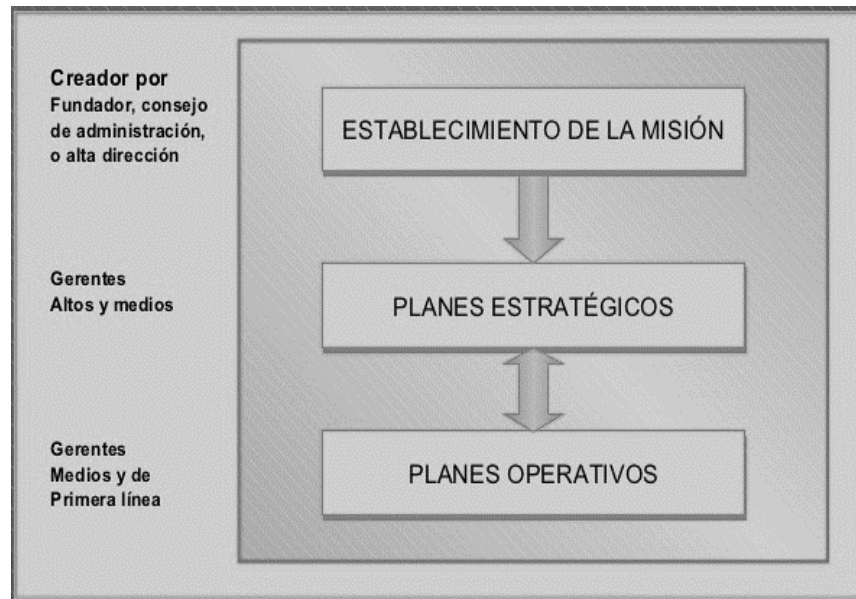 Creador por
Fundador, consejo
de administración,
o alta dirección
ESTABLECIMIENTO DE LA MISIÓN
Gerentes
Altos y medios
PLANES ESTRATÉGICOS
Gerentes
Medios y de
Primera línea
PLANES OPERATIVOS